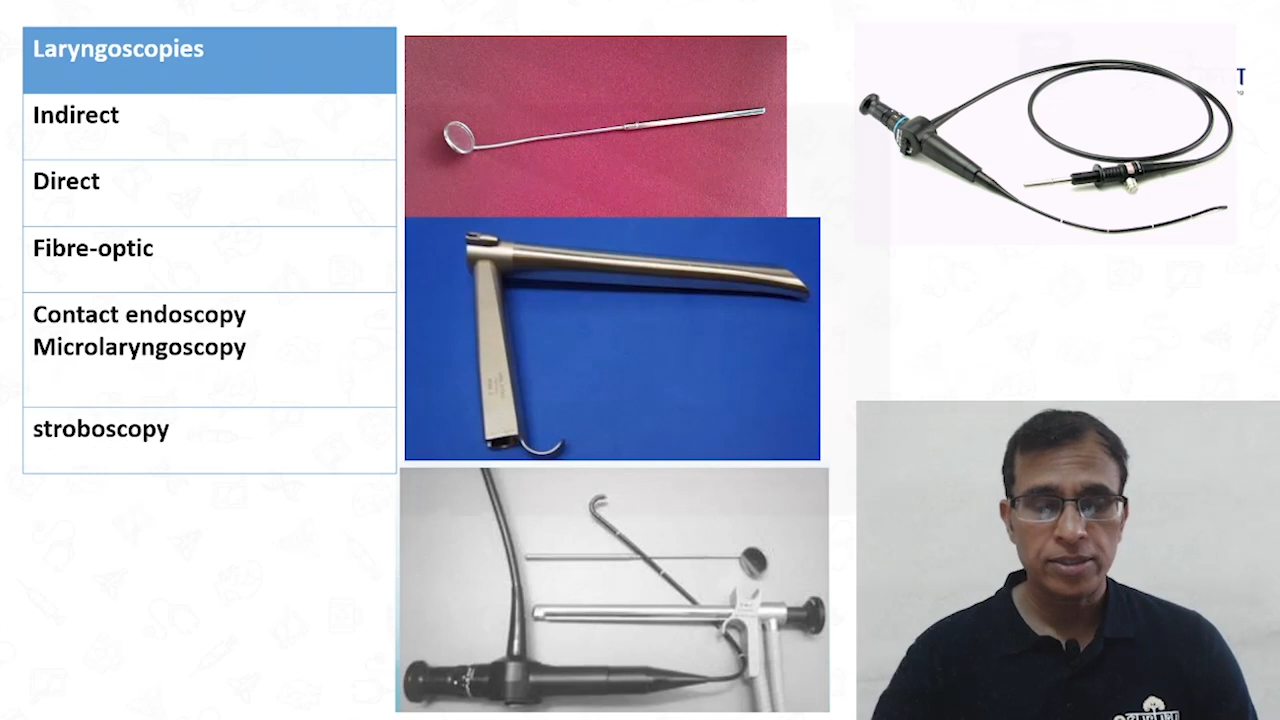 Laryngoscopies
Indirect
Direct
Fibre-optic
Contact endoscopy
Microlaryngoscopy
stroboscopy